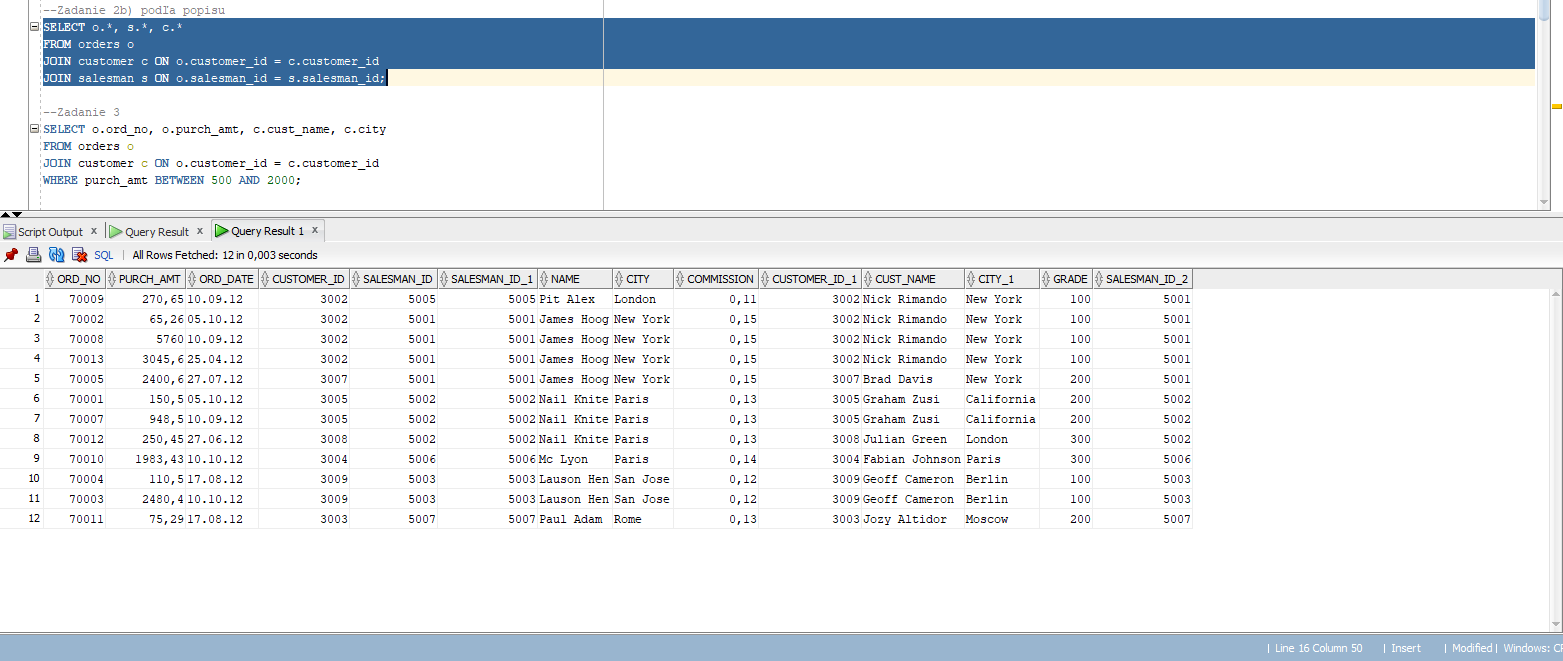 --Zadanie 2b) podľa popisu
SELECT o.*, s.*, c.*
FROM orders o
JOIN customer c ON o.customer_id = c.customer_id
JOIN salesman s ON o.salesman_id = s.salesman_id;
--Zadanie 3
SELECT o.ord_no, o.purch_amt, c.cust_name, c.city
FROM orders o
JOIN customer c ON o.customer_id = c.customer_id
WHERE purch_amt BETWEEN 500 AND 2000;
Script Output x Query Result x Query Result 1 x
SQL | All Rows Fetched: 12 in 0,003 seconds
ORD_NO PURCH_AMT ORD_DATE CUSTOMER_ID SALESMAN_ID SALESMAN_ID_1 NAME CITY COMMISSION CUSTOMER_ID_1 CUST_NAME CITY_1 GRADE SALESMAN_ID_2
1 70009 270,65 10.09.12 3002 5005 5005 Pit Alex London 0,11 3002 Nick Rimando New York 100 5001
2 70002 65,26 05.10.12 3002 5001 5001 James Hoog New York 0,15 3002 Nick Rimando New York 100 5001
3 70008 5760 10.09.12 3002 5001 5001 James Hoog New York 0,15 3002 Nick Rimando New York 100 5001
4 70013 3045,6 25.04.12 3002 5001 5001 James Hoog New York 0,15 3002 Nick Rimando New York 100 5001
5 70005 2400,6 27.07.12 3007 5001 5001 James Hoog New York 0,15 3007 Brad Davis New York 200 5001
6 70001 150,5 05.10.12 3005 5002 5002 Nail Knite Paris 0,13 3005 Graham Zusi California 200 5002
7 70007 948,5 10.09.12 3005 5002 5002 Nail Knite Paris 0,13 3005 Graham Zusi California 200 5002
8 70012 250,45 27.06.12 3008 5002 5002 Nail Knite Paris 0,13 3008 Julian Green London 300 5002
9 70010 1983,43 10.10.12 3004 5006 5006 Mc Lyon Paris 0,14 3004 Fabian Johnson Paris 300 5006
10 70004 110,5 17.08.12 3009 5003 5003 Lauson Hen San Jose 0,12 3009 Geoff Cameron Berlin 100 5003
11 70003 2480,4 10.10.12 3009 5003 5003 Lauson Hen San Jose 0,12 3009 Geoff Cameron Berlin 100 5003
12 70011 75,29 17.08.12 3003 5007 5007 Paul Adam Rome 0,13 3003 Jozy Altidor Moscow 200 5007
| Line 16 Column 50 | Insert | Modified | Windows: